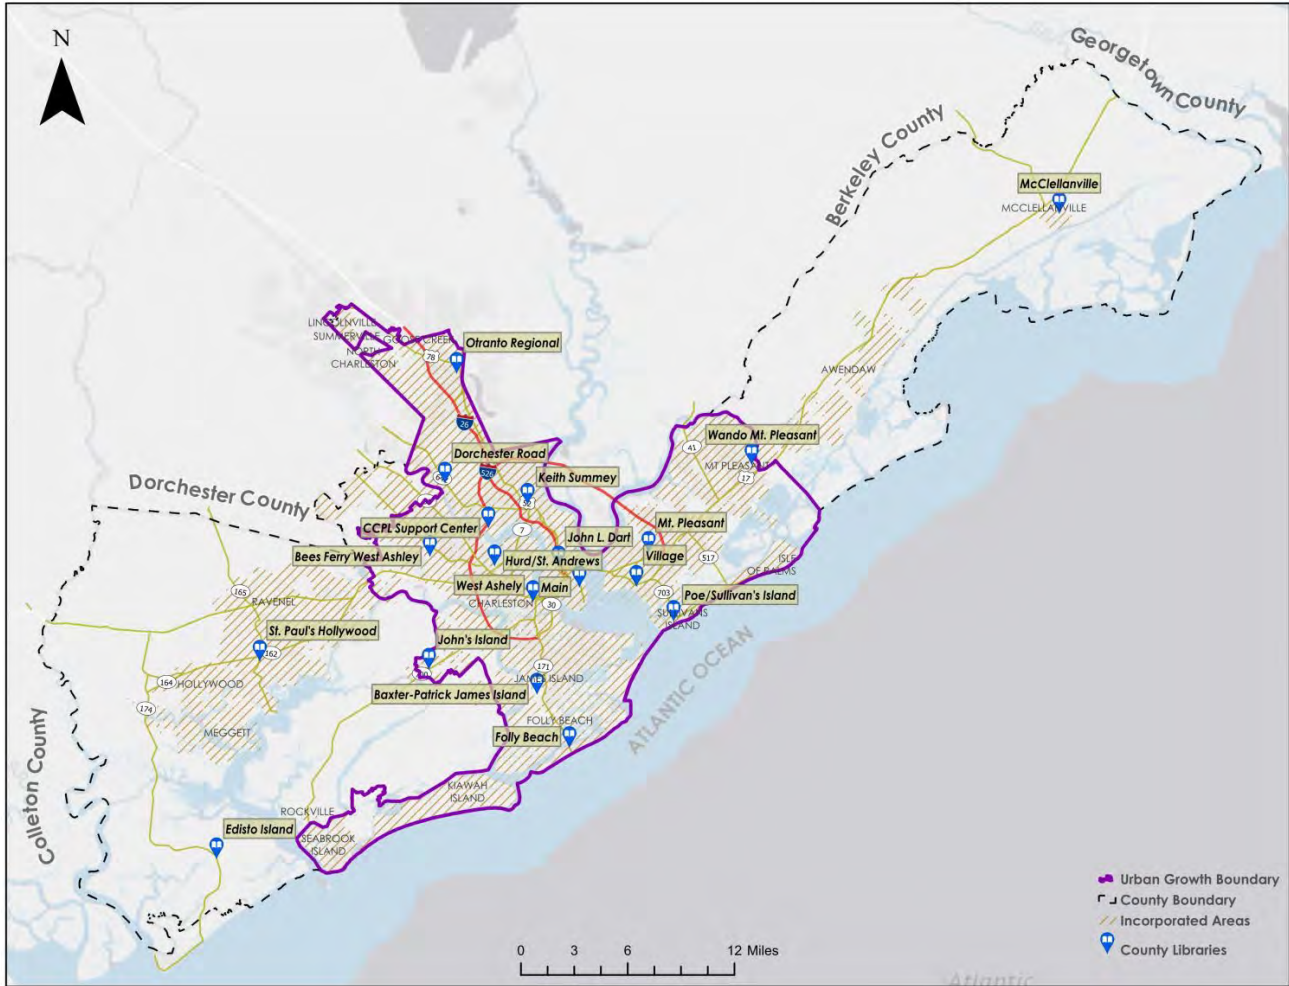 N
Georgetown County
Berkeley County
McClellanville
MCCLELLANVILLE
LINCOLNVILLE
SUMMERVILLE
GOOSE CREEK
NORTH
CHARLESTON
78
Otranto Regional
AWENDAW
26
Dorchester Road
526
Keith Summey
52
41
Wando Mt. Pleasant
MT PLEASANT
17
Dorchester County
CCPL Support Center
7
John L. Dart
Mt. Pleasant
Bees Ferry West Ashley
Hurd/St. Andrews
Village
517
ISLE
OF PALMS
West Ashely
Main
CHARLESTON
30
703
Poe/Sullivan's Island
SULLIVANS
ISLAND
165
RAVENEL
St. Paul's Hollywood
162
John's Island
171
JAMES ISLAND
164
HOLLYWOOD
Baxter-Patrick James Island
174
MEGGETT
FOLLY BEACH
Folly Beach
ATLANTIC OCEAN
Colleton County
KIAWAH
ISLAND
ROCKVILLE
Edisto Island
SEABROOK
ISLAND
Urban Growth Boundary
County Boundary
Incorporated Areas
County Libraries
0 3 6 12 Miles
Atlantic